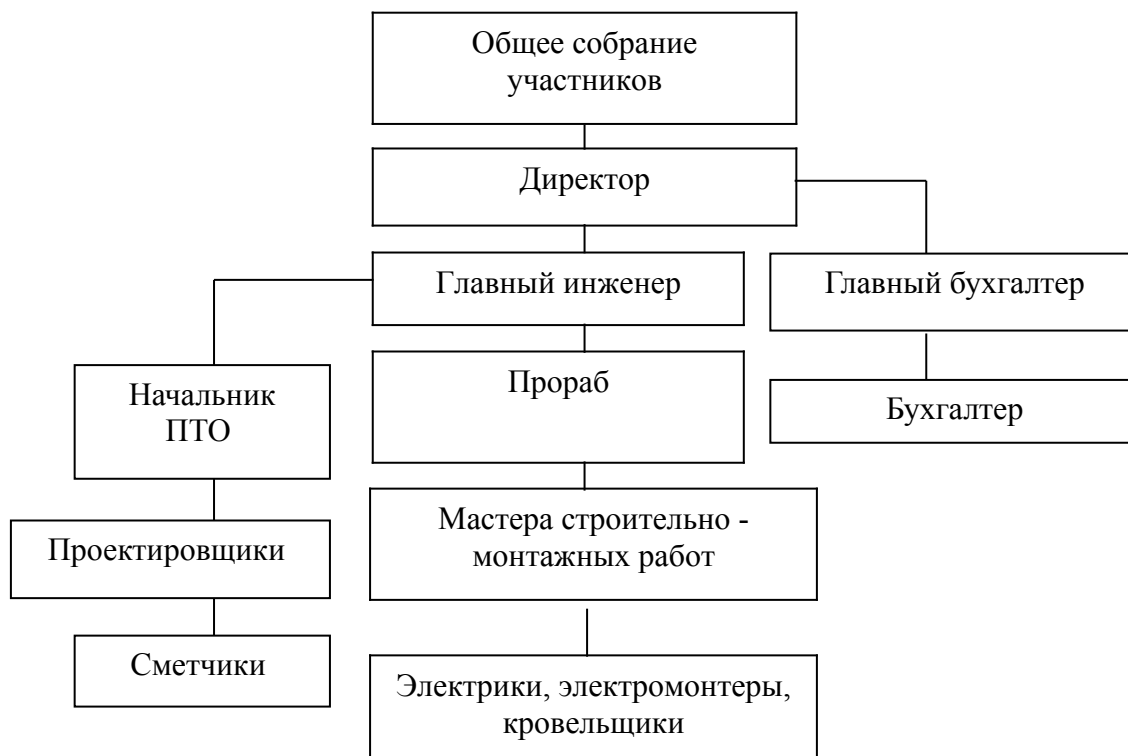 Общее собрание
участников
Директор
Главный инженер
Главный бухгалтер
Начальник
ПТО
Прораб
Бухгалтер
Проектировщики
Мастера строительно -
монтажных работ
Сметчики
Электрики, электромонтеры,
кровельщики